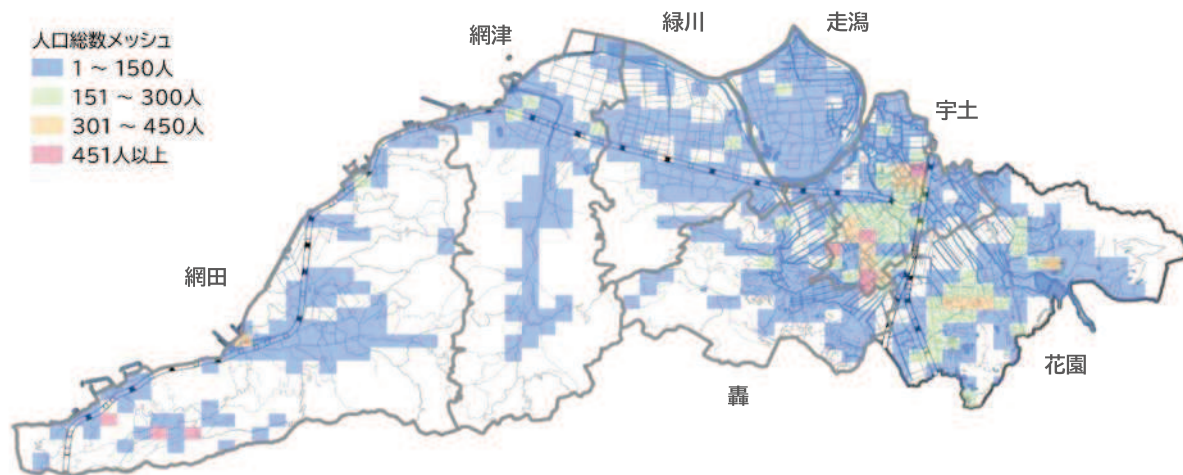 人口総数メッシュ
1 ~ 150人
151 ~ 300人
301 ~ 450人
451人以上
網津
緑川
走潟
宇土
網田
轟
花園